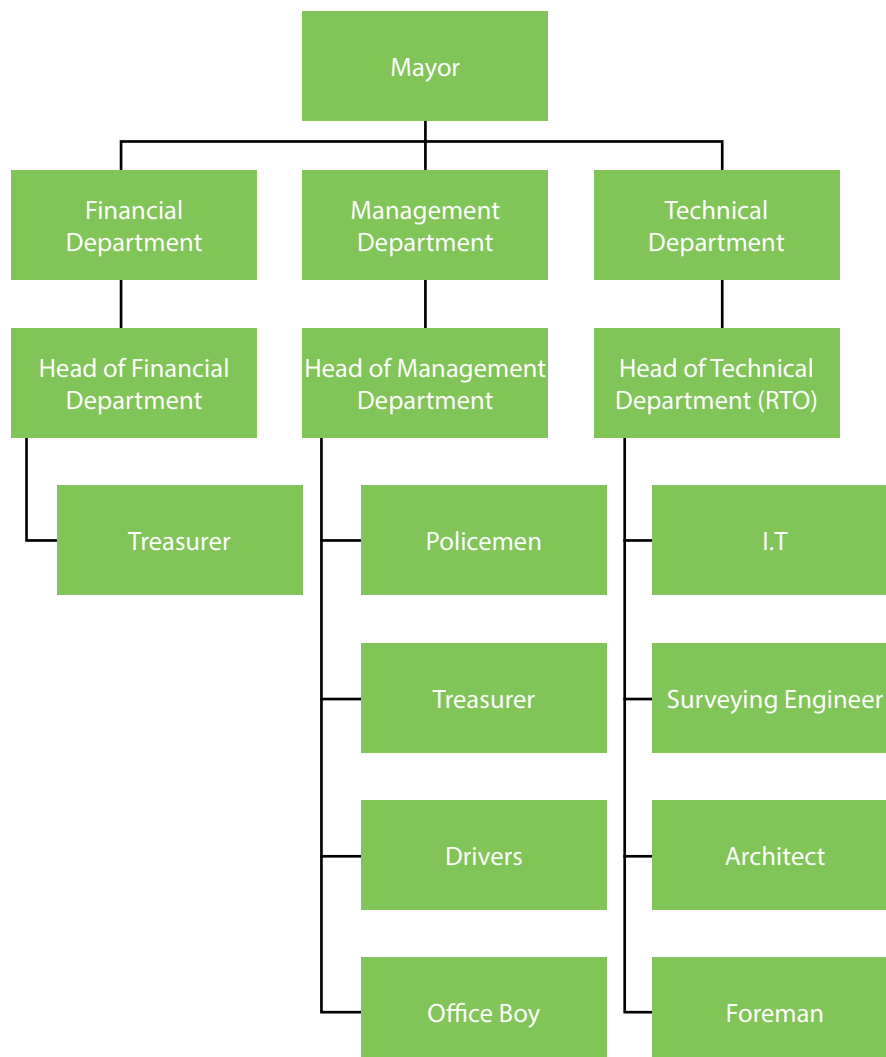 Mayor
Financial
Department
Management
Department
Technical
Department
Head of Financial
Department
Head of Management
Department
Head of Technical
Department (RTO)
Treasurer
Policemen
I.T
Treasurer
Surveying Engineer
Drivers
Architect
Office Boy
Foreman